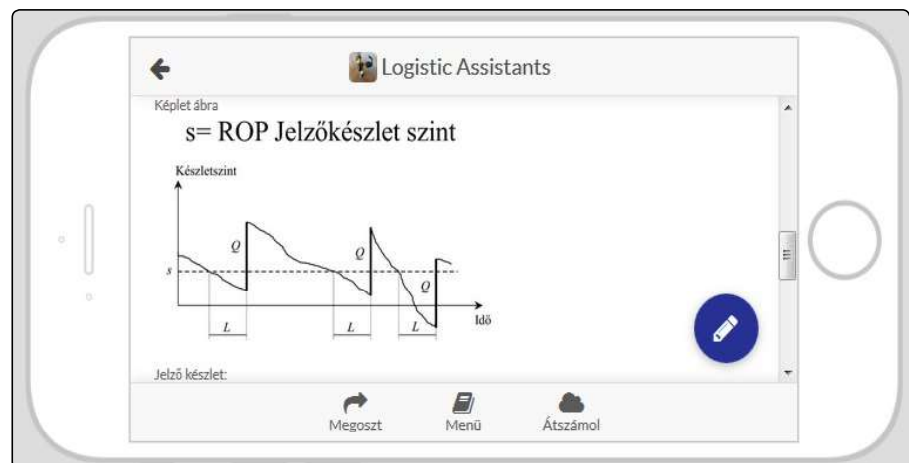 Logistic Assistants
Képlet ábra
s= ROP Jelzőkészlet szint
Készletszint
Q
Q
s
Q
Idő
L
L
L
Jelző készlet:
Megoszt
Menü
Átszámol